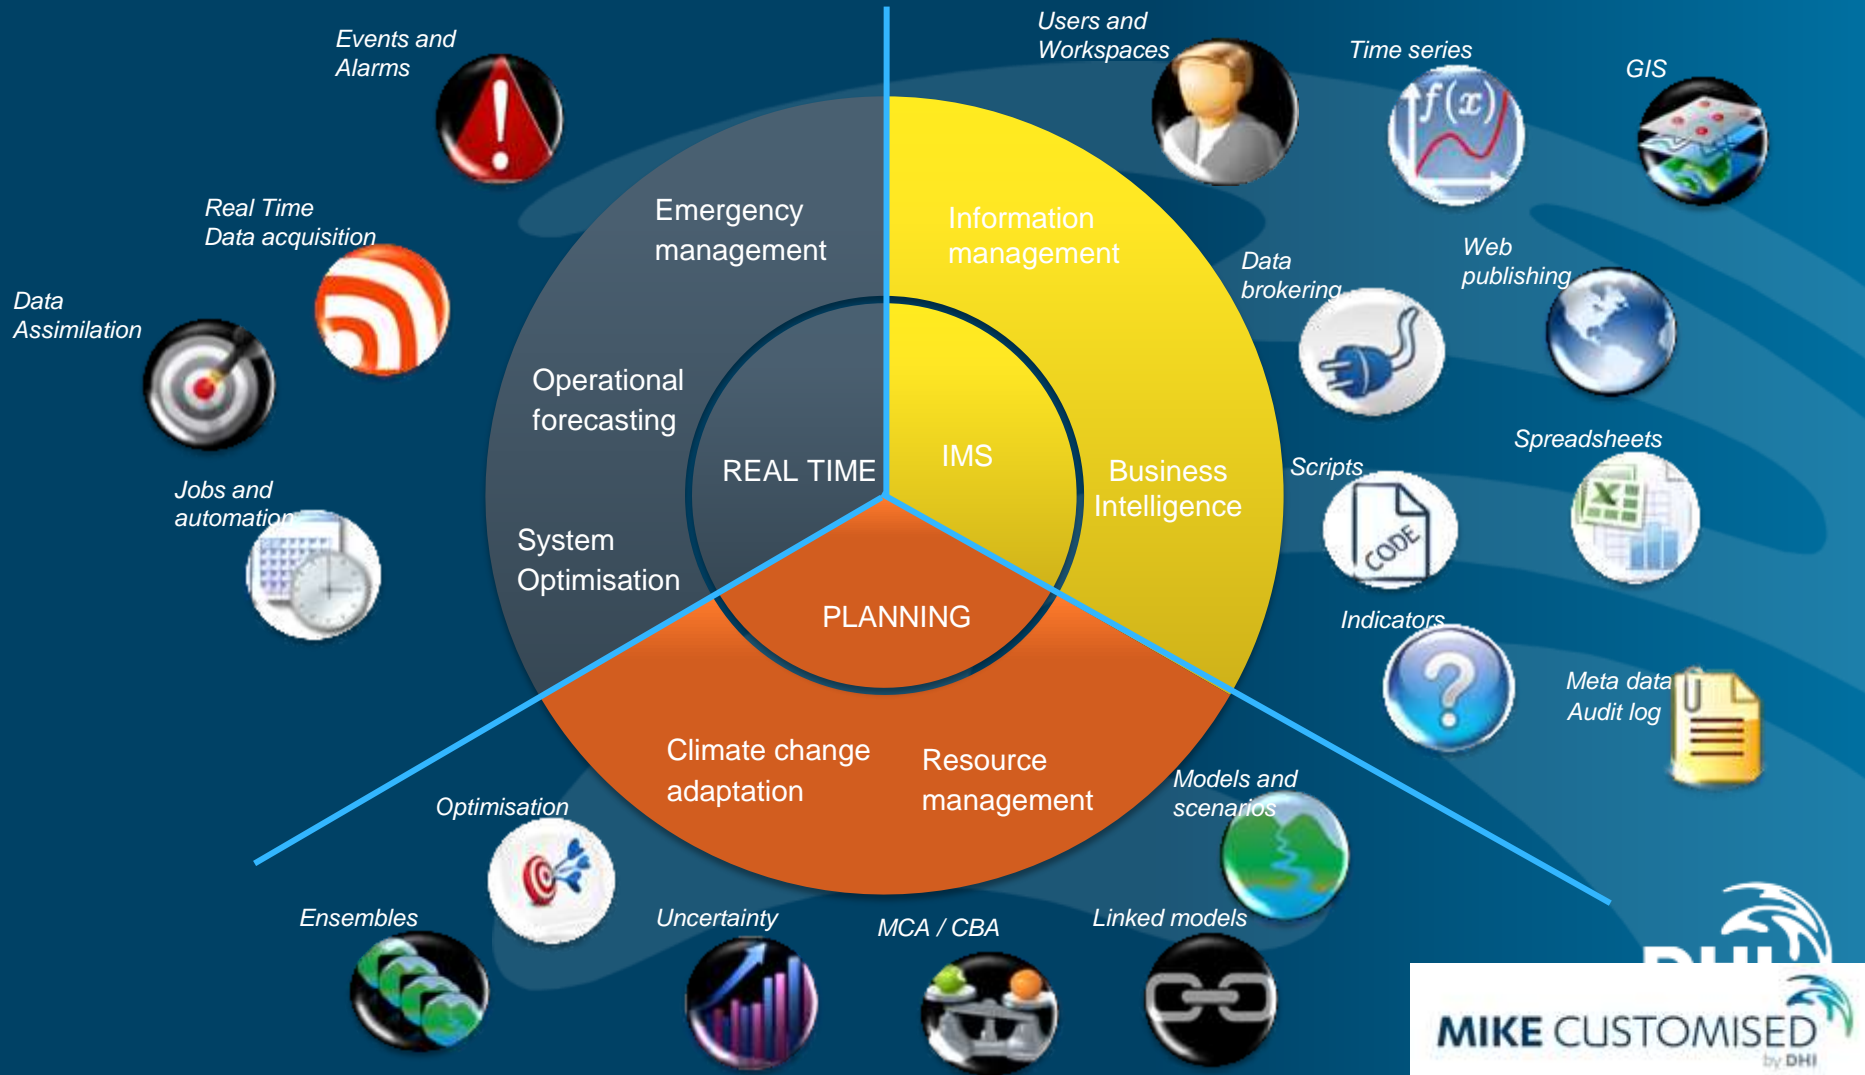 Events and
Alarms
Users and
Workspaces
Time series
GIS
f(x)
Real Time
Data acquisition
Emergency
management
Information
management
Data
brokering
Web
publishing
Data
Assimilation
Operational
forecasting
REAL TIME
IMS
Business
Intelligence
Scripts
CODE
Spreadsheets
Jobs and
automation
System
Optimisation
PLANNING
Indicators
?
Meta data
Audit log
Climate change
adaptation
Resource
management
Models and
scenarios
Optimisation
Ensembles
Uncertainty
MCA / CBA
Linked models
DHI
MIKE CUSTOMISED
by DHI